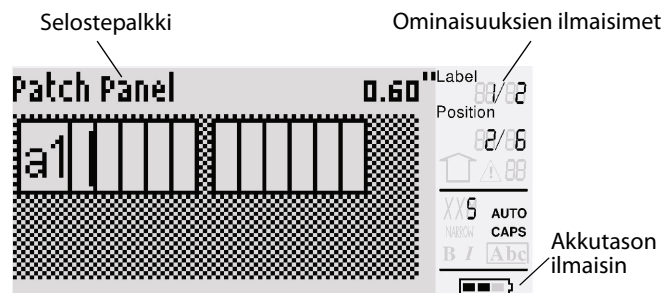 Selostepalkki
Ominaisuuksien ilmaisimet
Patch Panel
0.60"
Label
1/2
Position
2/6
a1
XXS AUTO
NARROW CAPS
B I Abc
Akkutason
ilmaisin